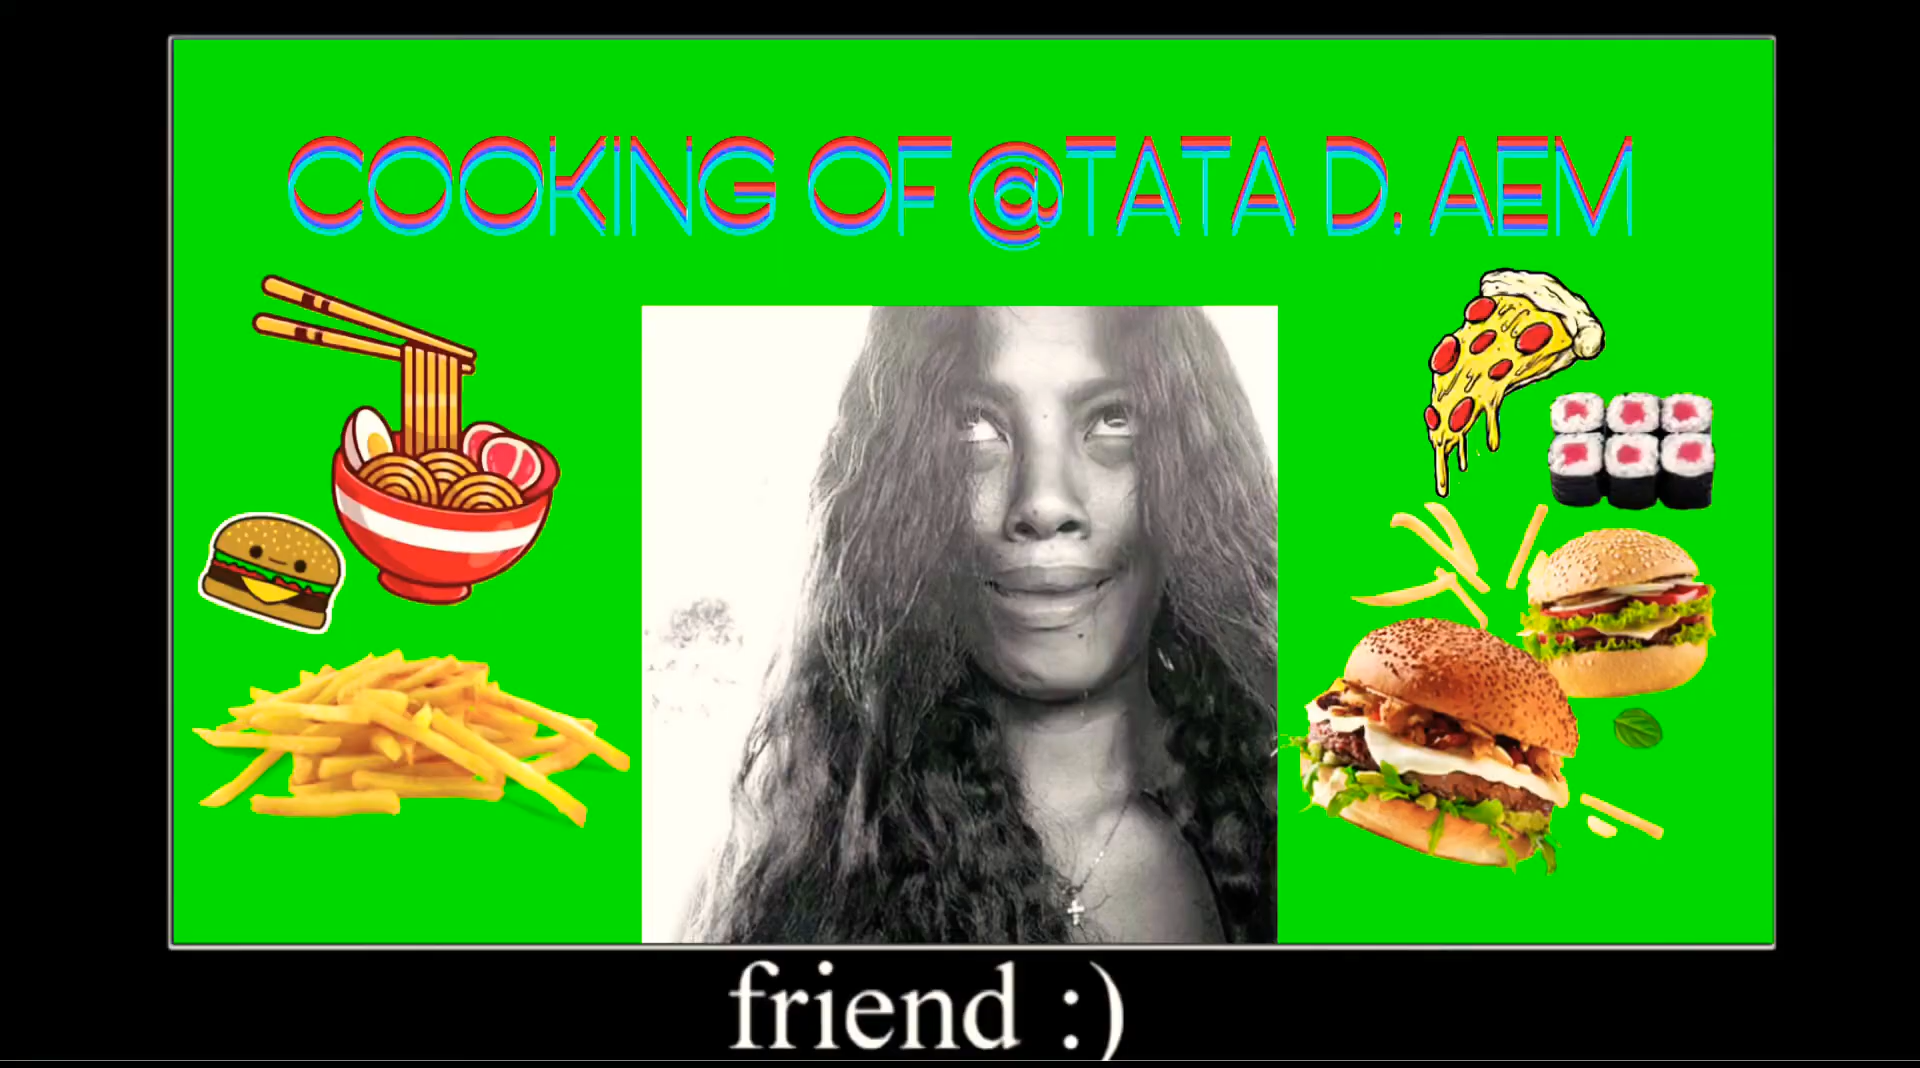 COOKING OF @TATA D. AEM
friend :)